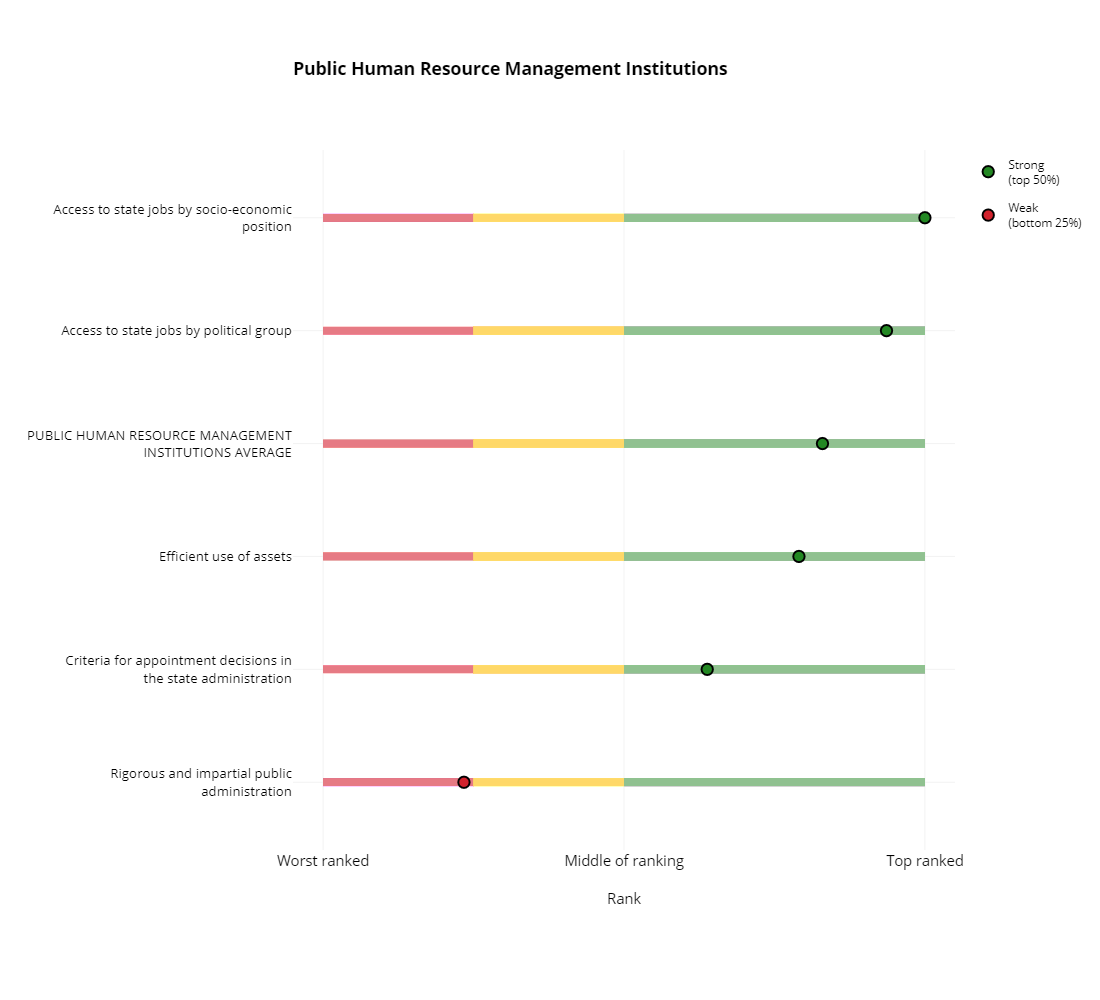 Public Human Resource Management Institutions
Strong
(top 50%)
Weak
(bottom 25%)
Access to state jobs by socio-economic
position
Access to state jobs by political group
PUBLIC HUMAN RESOURCE MANAGEMENT
INSTITUTIONS AVERAGE
Efficient use of assets
Criteria for appointment decisions in
the state administration
Rigorous and impartial public
administration
Worst ranked
Middle of ranking
Top ranked
Rank